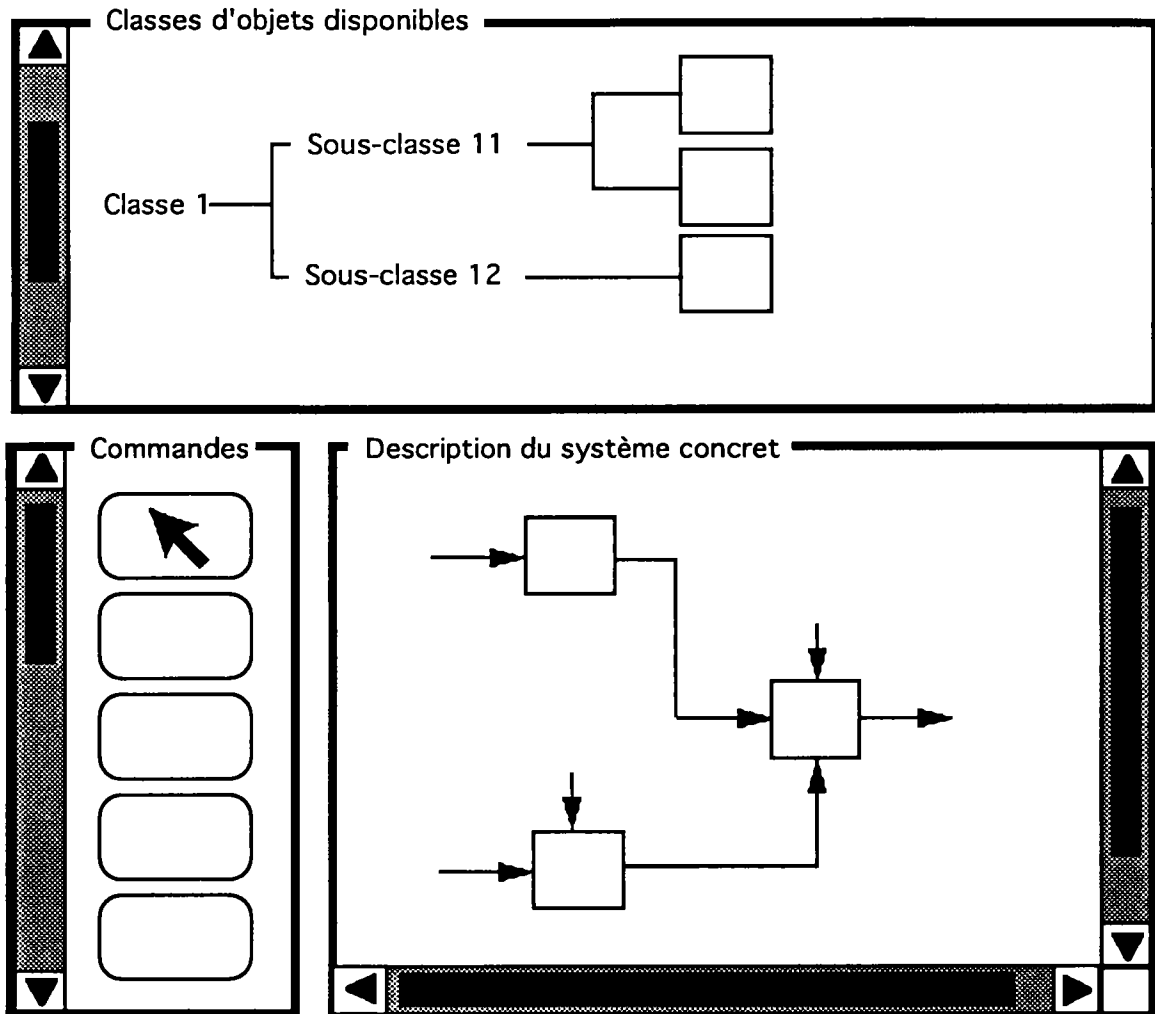 Classes d'objets disponibles
Sous-classe 11
Classe 1
Sous-classe 12
Commandes
Description du système concret